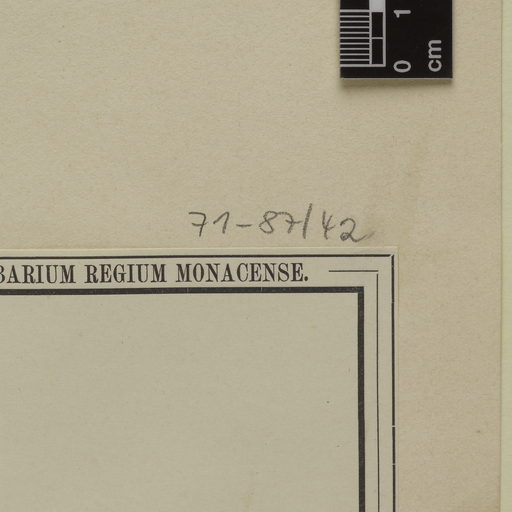 0 1
cm
71-87/42
BARIUM REGIUM MONACENSE.